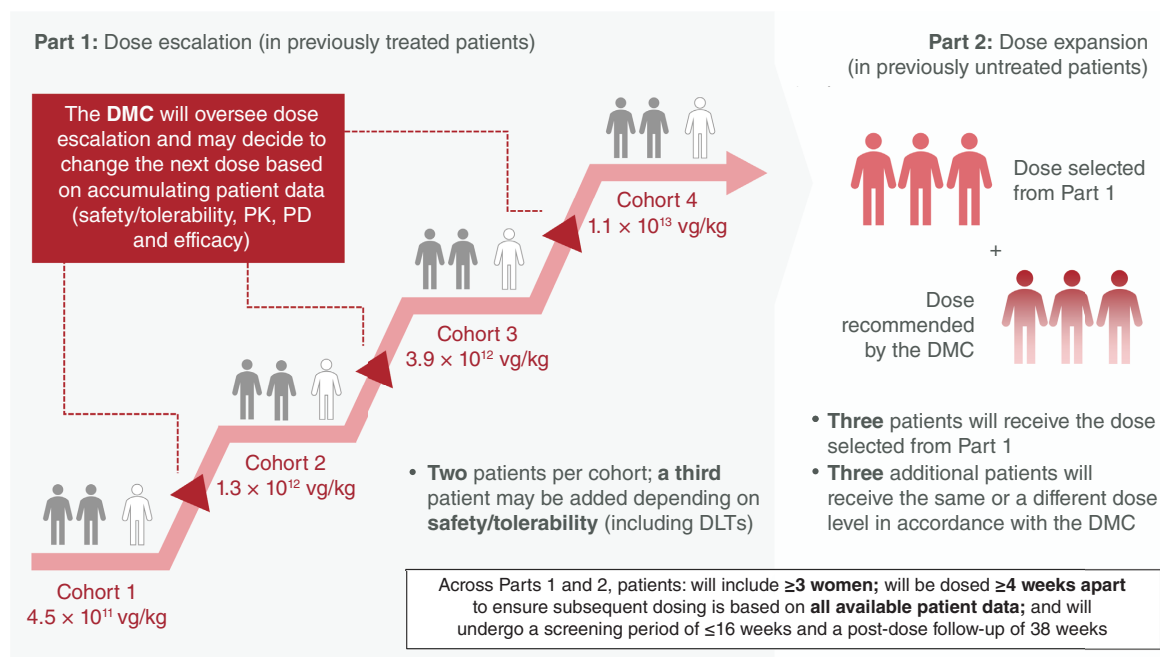 Part 1: Dose escalation (in previously treated patients)
Part 2: Dose expansion
(in previously untreated patients)
The DMC will oversee dose
escalation and may decide to
change the next dose based
on accumulating patient data
(safety/tolerability, PK, PD
and efficacy)
Cohort 4
1.1 × 10¹³ vg/kg
Cohort 3
3.9 × 10¹² vg/kg
Cohort 2
1.3 × 10¹² vg/kg
Cohort 1
4.5 × 10¹¹ vg/kg
• Two patients per cohort; a third
patient may be added depending on
safety/tolerability (including DLTs)
Dose selected
from Part 1
+
Dose
recommended
by the DMC
• Three patients will receive the dose
selected from Part 1
• Three additional patients will
receive the same or a different dose
level in accordance with the DMC
Across Parts 1 and 2, patients: will include ≥3 women; will be dosed ≥4 weeks apart
to ensure subsequent dosing is based on all available patient data; and will
undergo a screening period of ≤16 weeks and a post-dose follow-up of 38 weeks